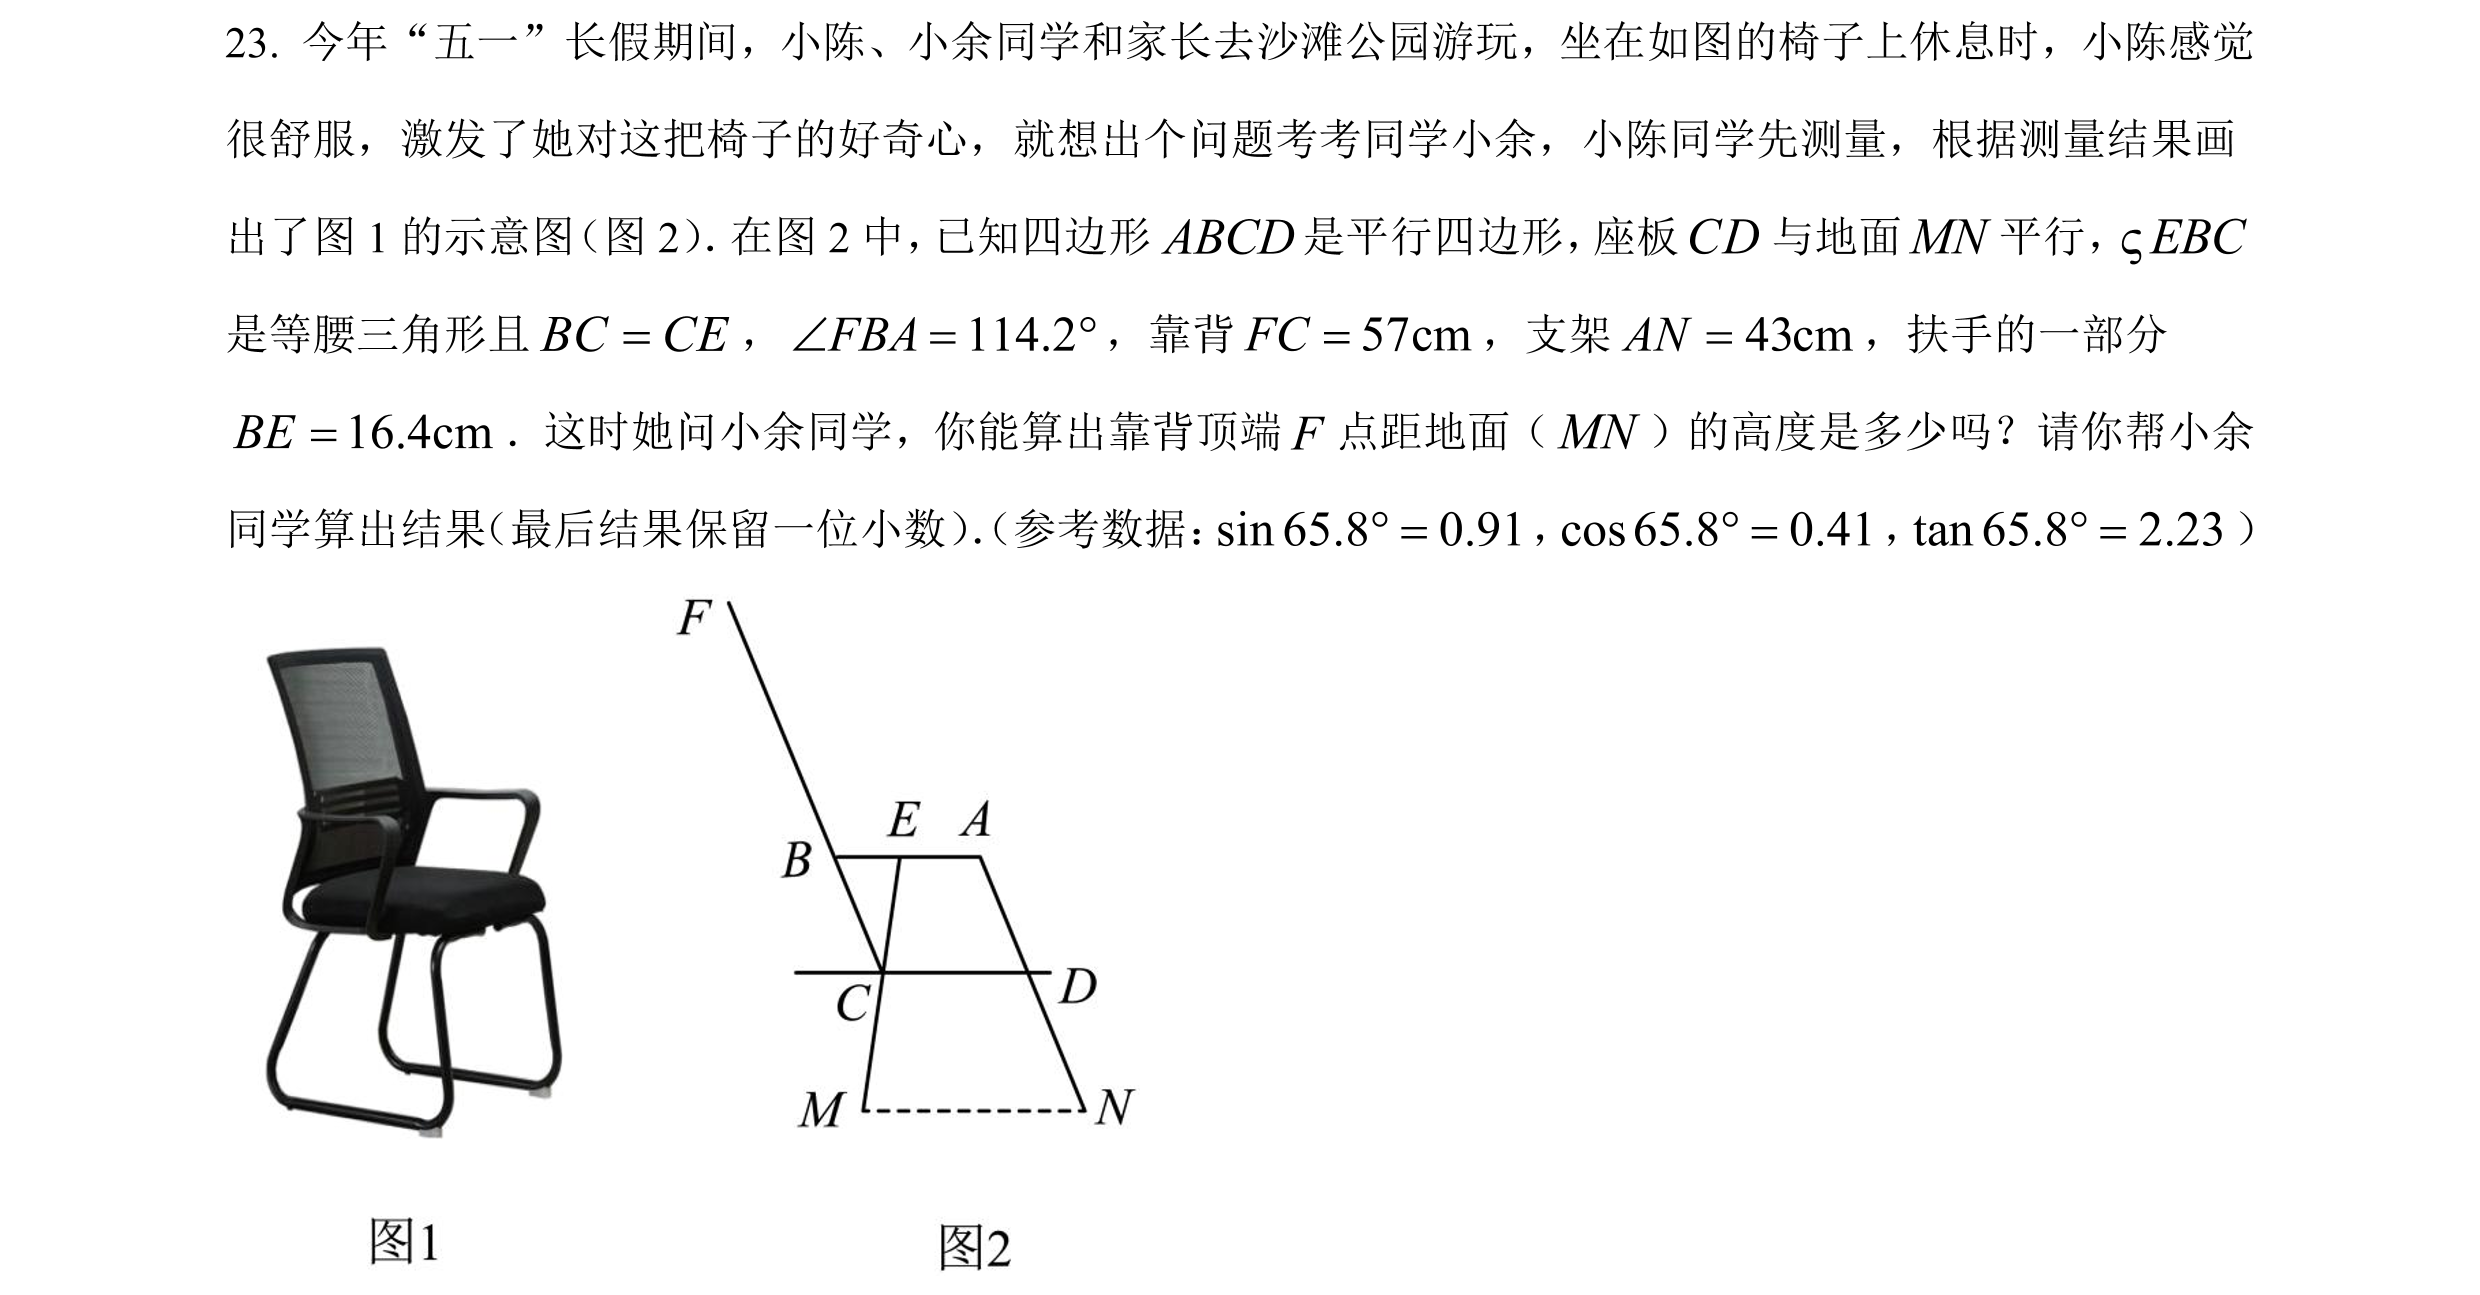 23. 今年“五一”长假期间，小陈、小余同学和家长去沙滩公园游玩，坐在如图的椅子上休息时，小陈感觉
很舒服，激发了她对这把椅子的好奇心，就想出个问题考考同学小余，小陈同学先测量，根据测量结果画
出了图 1 的示意图（图 2）. 在图 2 中，已知四边形 ABCD 是平行四边形，座板 CD 与地面 MN 平行，ςEBC
是等腰三角形且 BC = CE，∠FBA = 114.2°，靠背 FC = 57cm，支架 AN = 43cm，扶手的一部分
BE = 16.4cm．这时她问小余同学，你能算出靠背顶端 F 点距地面（MN）的高度是多少吗？请你帮小余
同学算出结果（最后结果保留一位小数）.（参考数据：sin 65.8° = 0.91，cos 65.8° = 0.41，tan 65.8° = 2.23）
F
E A
B
C D
M N
图1 图2